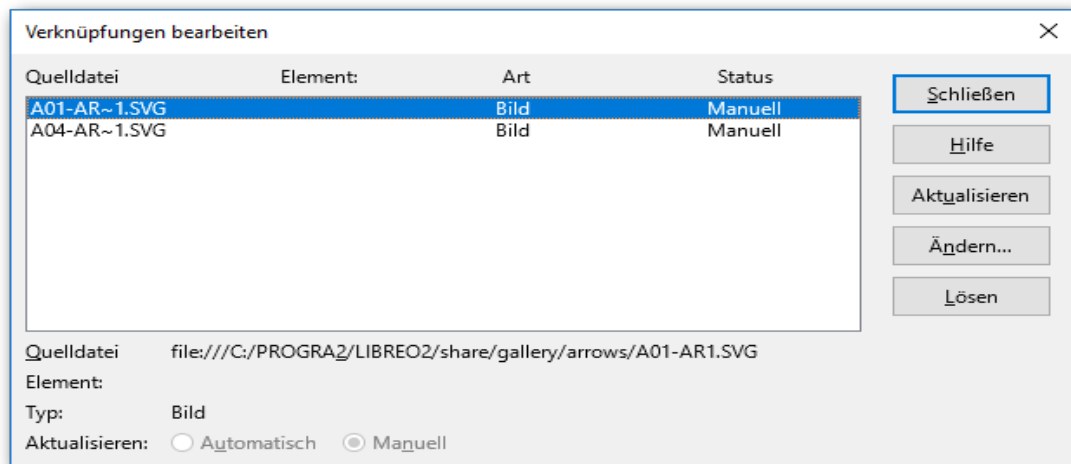 Verknüpfungen bearbeiten
Quelldatei Element: Art Status
A01-AR~1.SVG Bild Manuell
A04-AR~1.SVG Bild Manuell
Schließen
Hilfe
Aktualisieren
Ändern...
Lösen
Quelldatei file:///C:/PROGRA2/LIBREO2/share/gallery/arrows/A01-AR1.SVG
Element:
Typ: Bild
Aktualisieren: Automatisch Manuell